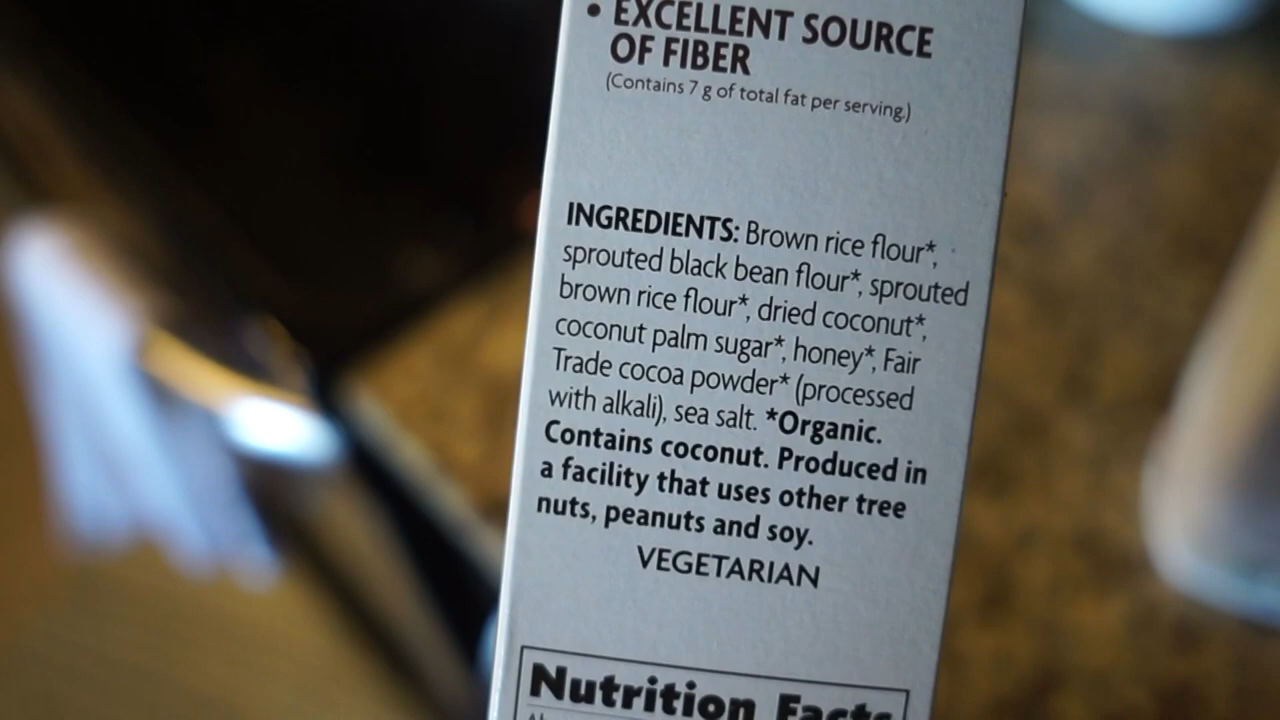 • EXCELLENT SOURCE
OF FIBER
(Contains 7 g of total fat per serving.)
INGREDIENTS: Brown rice flour*,
sprouted black bean flour*, sprouted
brown rice flour*, dried coconut*,
coconut palm sugar*, honey*, Fair
Trade cocoa powder* (processed
with alkali), sea salt. *Organic.
Contains coconut. Produced in
a facility that uses other tree
nuts, peanuts and soy.
VEGETARIAN
Nutrition Facts